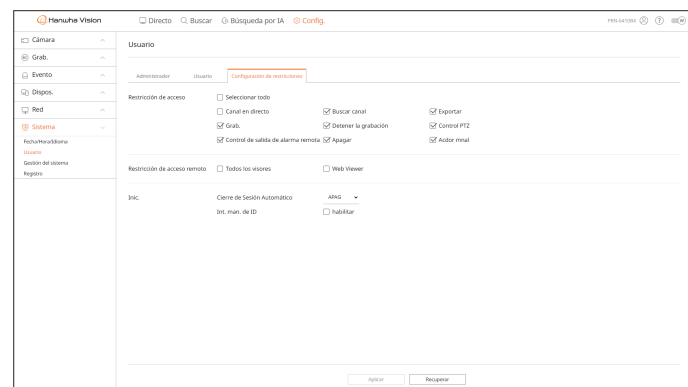 Hanwha Vision
Directo Buscar Búsqueda por IA Config.
Cámara
Grab.
Evento
Dispos.
Red
Sistema
Fecha/Hora/Idioma
Usuario
Gestión del sistema
Registro
Usuario
Administrador Usuario Configuración de restricciones
Restricción de acceso Seleccionar todo
Canal en directo Buscar canal Exportar
Grab. Detener la grabación Control PTZ
Control de salida de alarma remota Apagar Acdor mnal
Restricción de acceso remoto Todos los visores Web Viewer
Inic. Cierre de Sesión Automático APAG
Int. man. de ID habilitar
Aplicar Recuperar